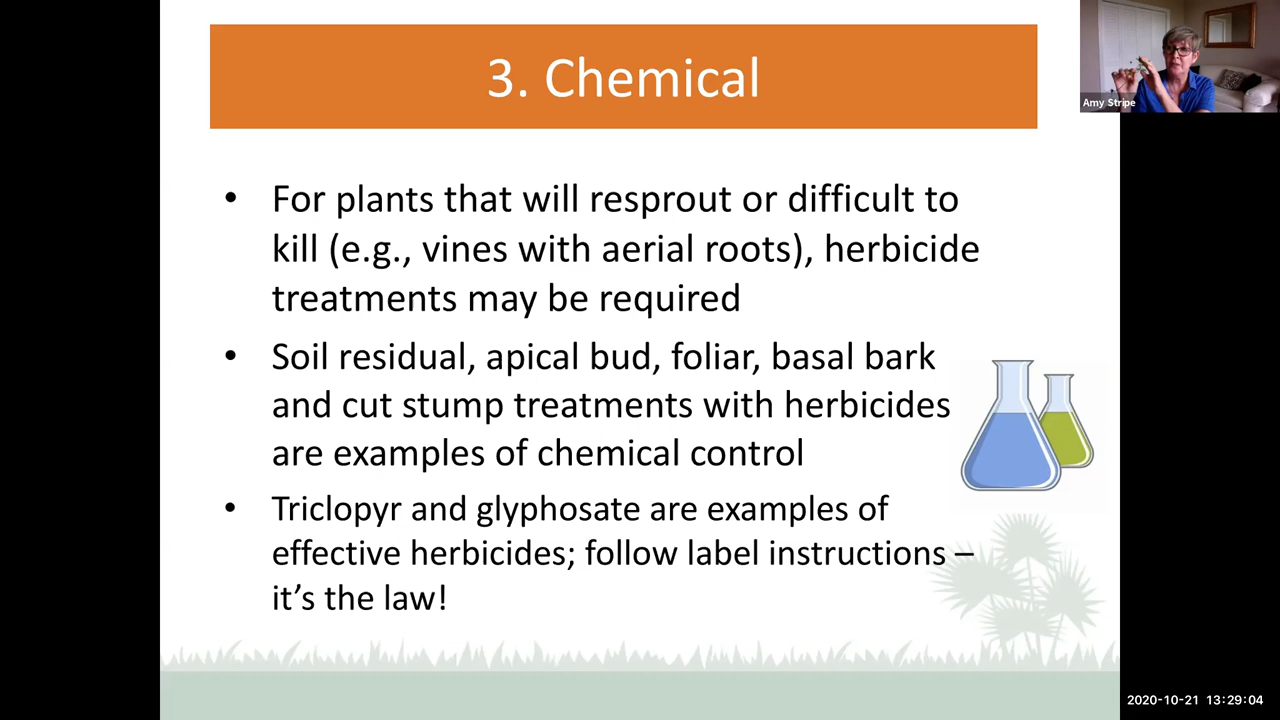 3. Chemical
Amy Stripe
• For plants that will resprout or difficult to
kill (e.g., vines with aerial roots), herbicide
treatments may be required
• Soil residual, apical bud, foliar, basal bark
and cut stump treatments with herbicides
are examples of chemical control
• Triclopyr and glyphosate are examples of
effective herbicides; follow label instructions –
it’s the law!
2020-10-21 13:29:04